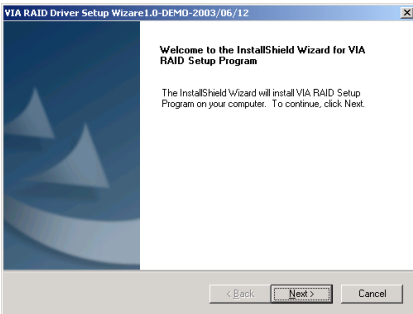 VIA RAID Driver Setup Wizare1.0-DEMO-2003/06/12
Welcome to the InstallShield Wizard for VIA
RAID Setup Program
The InstallShield Wizard will install VIA RAID Setup
Program on your computer. To continue, click Next.
< Back
Next >
Cancel